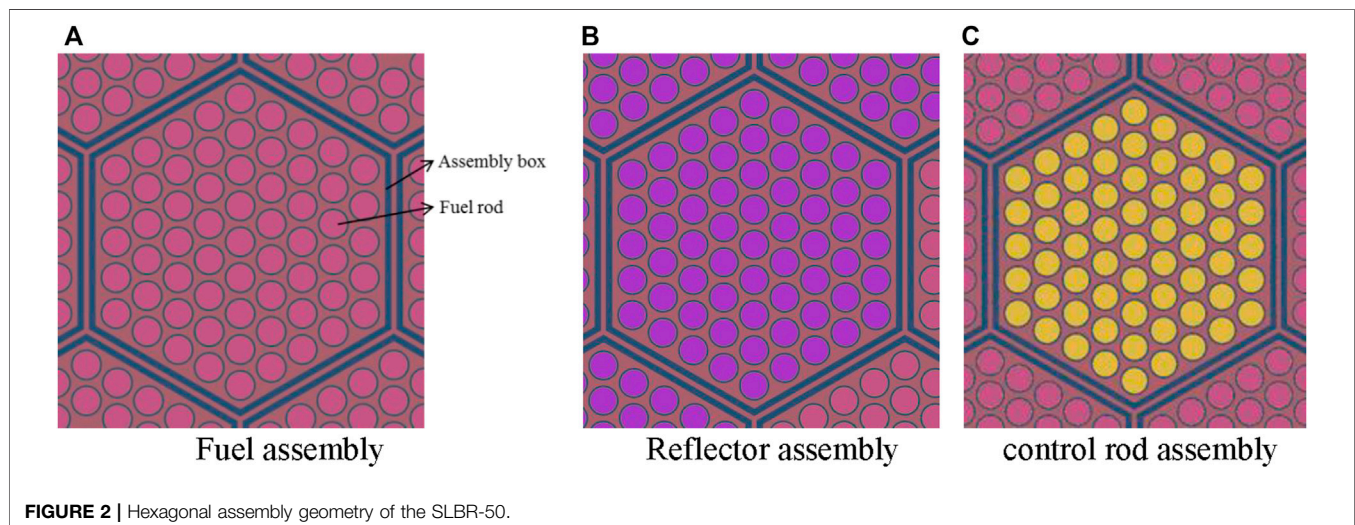 A
B
C
Assembly box
Fuel rod
Fuel assembly
Reflector assembly
control rod assembly
FIGURE 2 | Hexagonal assembly geometry of the SLBR-50.